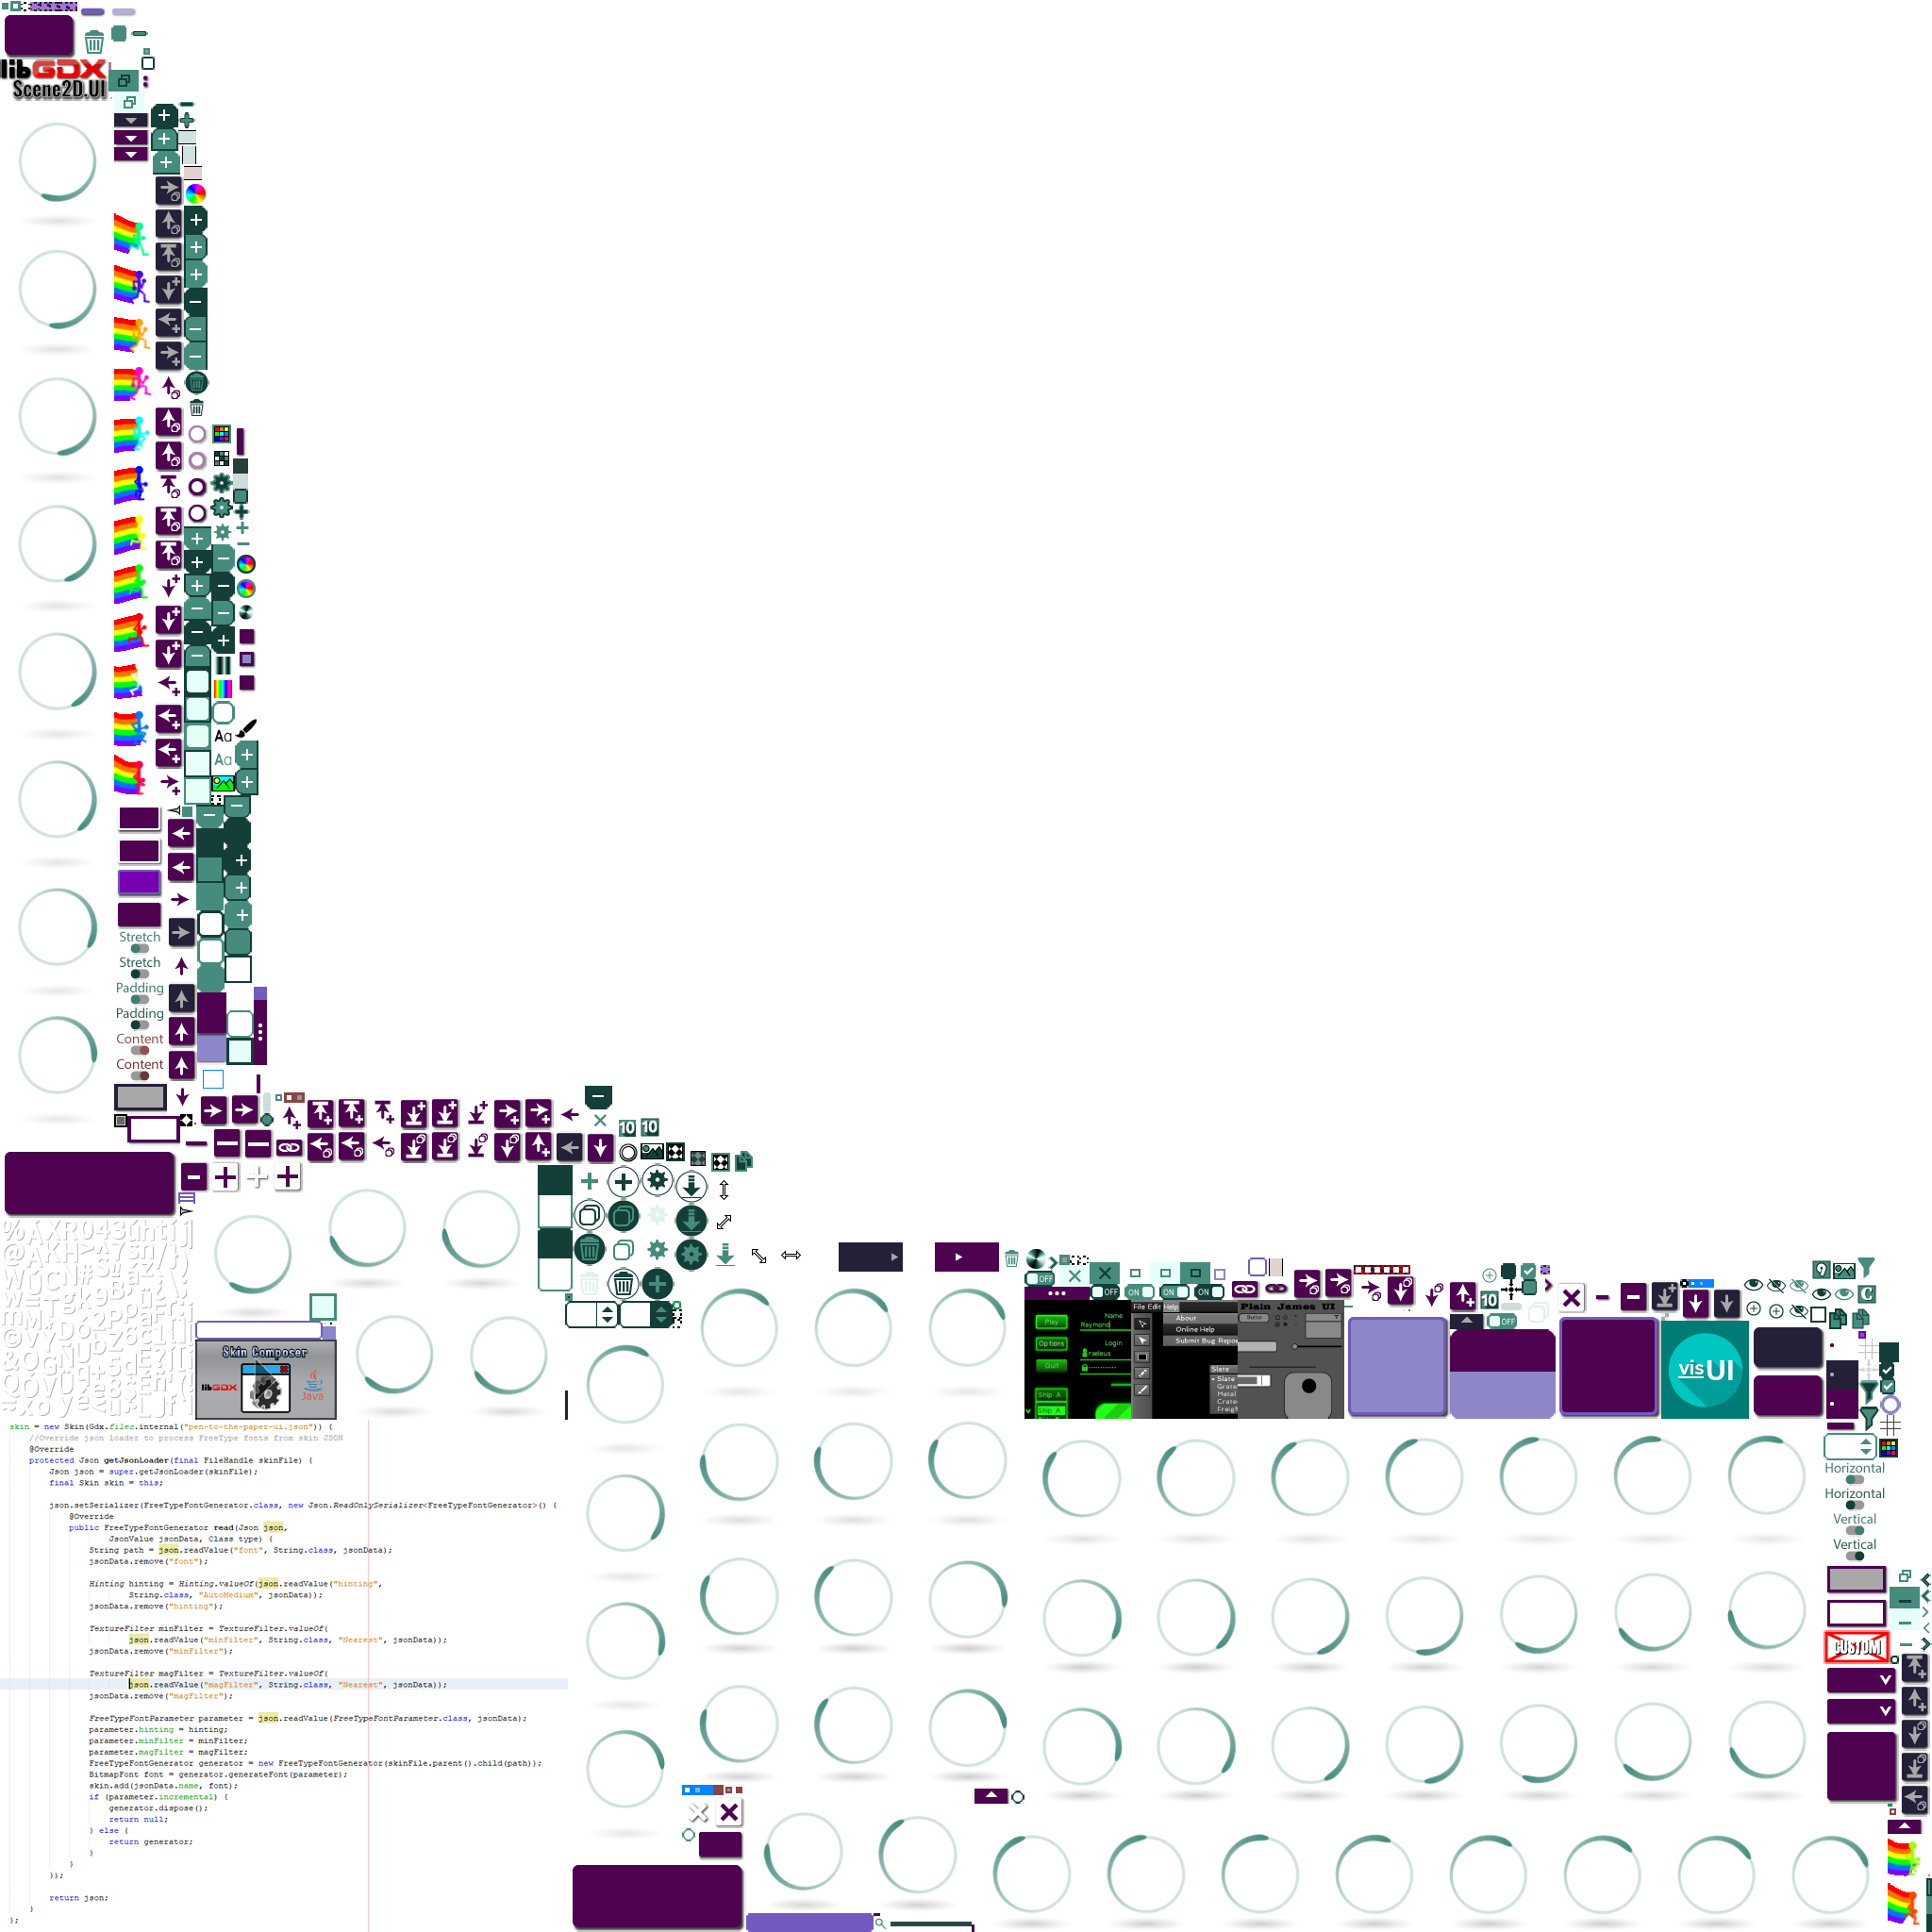 libGDX
Scene2D.UI
Aa
Aa
Stretch
Stretch
Padding
Padding
Content
Content
10
10
%ÁXR043úhtíj]
Skin Composer
libGDX
Java
OFF
OFF
ON
ON
ON
10
OFF
C
Play
Options
Quit
Ship A
Ship A
Name
Raymond
Login
raeleus
File Edit Help
About
Online Help
Submit Bug Repor
Slate
Slate
Grate
Metal
Crate
Plain James UI
vis UI
Horizontal
Horizontal
Vertical
Vertical
CUSTOM
skin = new Skin(Gdx.files.internal("pen-to-the-paper-ui.json")) {
//Override json loader to process FreeType fonts from skin JSON
@Override
protected Json getJsonLoader(final FileHandle skinFile) {
Json json = super.getJsonLoader(skinFile);
final Skin skin = this;
json.setSerializer(FreeTypeFontGenerator.class, new Json.ReadOnlySerializer<FreeTypeFontGenerator>() {
@Override
public FreeTypeFontGenerator read(Json json,
JsonValue jsonData, Class type) {
String path = json.readValue("font", String.class, jsonData);
jsonData.remove("font");
Hinting hinting = Hinting.valueOf(json.readValue("hinting",
String.class, "AutoMedium", jsonData));
jsonData.remove("hinting");
TextureFilter minFilter = TextureFilter.valueOf(
json.readValue("minFilter", String.class, "Nearest", jsonData));
jsonData.remove("minFilter");
TextureFilter magFilter = TextureFilter.valueOf(
json.readValue("magFilter", String.class, "Nearest", jsonData));
jsonData.remove("magFilter");
FreeTypeFontParameter parameter = json.readValue(FreeTypeFontParameter.class, jsonData);
parameter.hinting = hinting;
parameter.minFilter = minFilter;
parameter.magFilter = magFilter;
FreeTypeFontGenerator generator = new FreeTypeFontGenerator(skinFile.parent().child(path));
BitmapFont font = generator.generateFont(parameter);
skin.add(jsonData.name, font);
if (parameter.incremental) {
generator.dispose();
return null;
} else {
return generator;
}
}
});
return json;
}
};